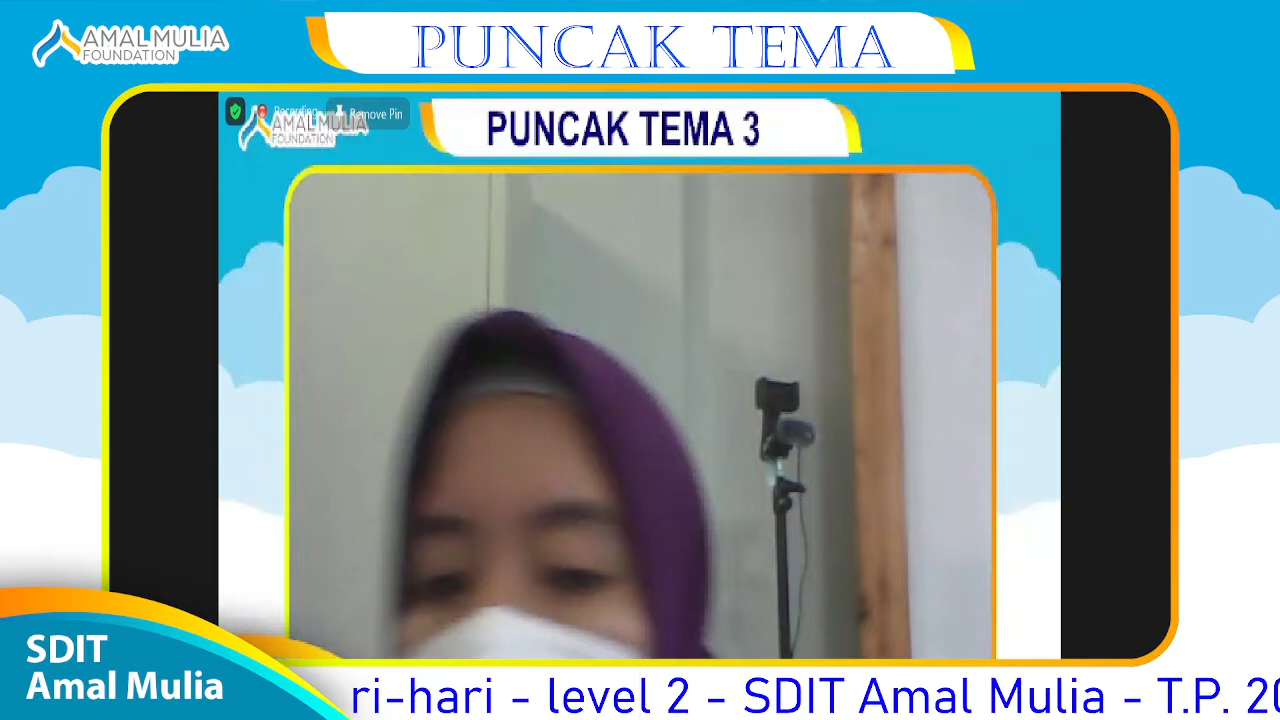 AMAL MULIA
FOUNDATION
PUNCAK TEMA
Recording
Remove Pin
AMAL MULIA
FOUNDATION
PUNCAK TEMA 3
SDIT
Amal Mulia
ri-hari - level 2 - SDIT Amal Mulia - T.P. 20